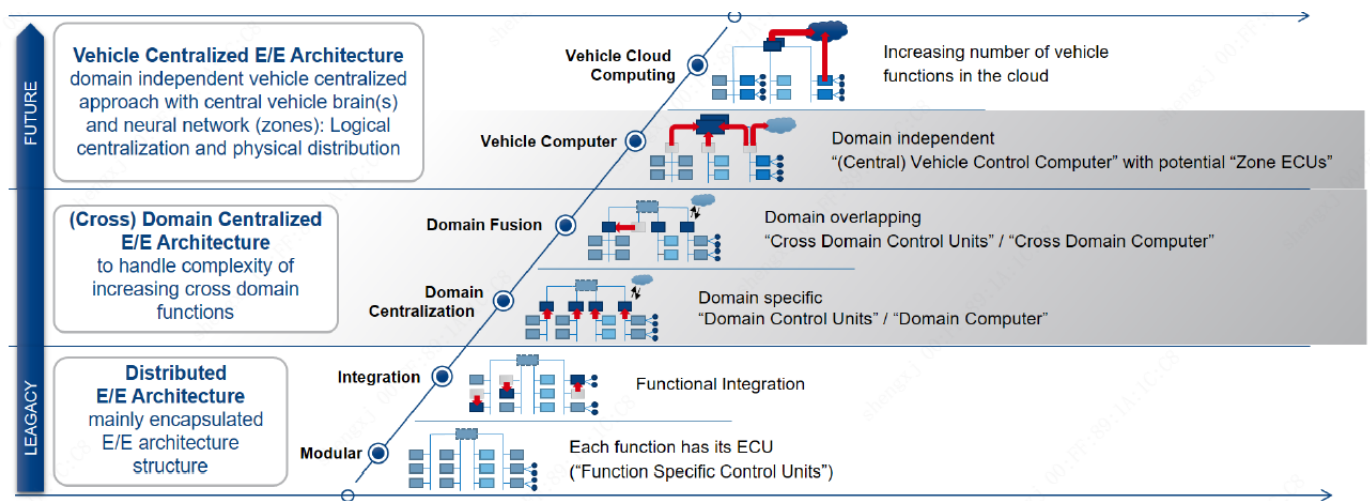 FUTURE
Vehicle Centralized E/E Architecture
domain independent vehicle centralized
approach with central vehicle brain(s)
and neural network (zones): Logical
centralization and physical distribution
Vehicle Cloud
Computing
Increasing number of vehicle
functions in the cloud
Vehicle Computer
Domain independent
“(Central) Vehicle Control Computer” with potential “Zone ECUs”
(Cross) Domain Centralized
E/E Architecture
to handle complexity of
increasing cross domain
functions
Domain Fusion
Domain overlapping
“Cross Domain Control Units” / “Cross Domain Computer”
Domain
Centralization
Domain specific
“Domain Control Units” / “Domain Computer”
LEAGACY
Distributed
E/E Architecture
mainly encapsulated
E/E architecture
structure
Integration
Functional Integration
Modular
Each function has its ECU
(“Function Specific Control Units”)